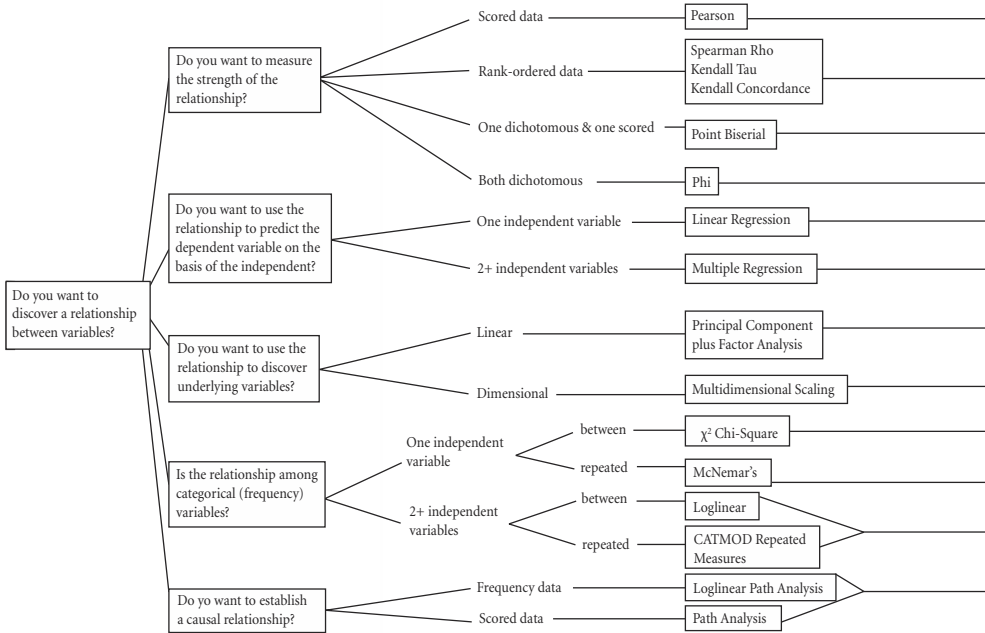 Do you want to
discover a relationship
between variables?
Do you want to measure
the strength of the
relationship?
Scored data
Pearson
Rank-ordered data
Spearman Rho
Kendall Tau
Kendall Concordance
One dichotomous & one scored
Point Biserial
Both dichotomous
Phi
Do you want to use the
relationship to predict the
dependent variable on the
basis of the independent?
One independent variable
Linear Regression
2+ independent variables
Multiple Regression
Do you want to use the
relationship to discover
underlying variables?
Linear
Principal Component
plus Factor Analysis
Dimensional
Multidimensional Scaling
Is the relationship among
categorical (frequency)
variables?
One independent
variable
between
χ² Chi-Square
repeated
McNemar's
2+ independent
variables
between
Loglinear
repeated
CATMOD Repeated
Measures
Do yo want to establish
a causal relationship?
Frequency data
Loglinear Path Analysis
Scored data
Path Analysis